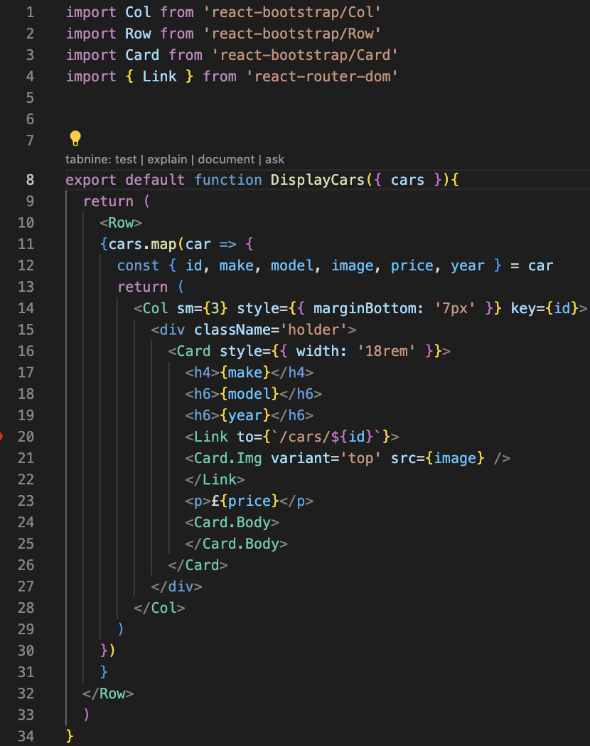 1 import Col from 'react-bootstrap/Col'
2 import Row from 'react-bootstrap/Row'
3 import Card from 'react-bootstrap/Card'
4 import { Link } from 'react-router-dom'
5
6
7
tabnine: test | explain | document | ask
8 export default function DisplayCars({ cars }){
9 return (
10 <Row>
11 {cars.map(car => {
12 const { id, make, model, image, price, year } = car
13 return (
14 <Col sm={3} style={{ marginBottom: '7px' }} key={id}>
15 <div className='holder'>
16 <Card style={{ width: '18rem' }}>
17 <h4>{make}</h4>
18 <h6>{model}</h6>
19 <h6>{year}</h6>
20 <Link to={`/cars/${id}`}>
21 <Card.Img variant='top' src={image} />
22 </Link>
23 <p>£{price}</p>
24 <Card.Body>
25 </Card.Body>
26 </Card>
27 </div>
28 </Col>
29 )
30 })
31 }
32 </Row>
33 )
34 }